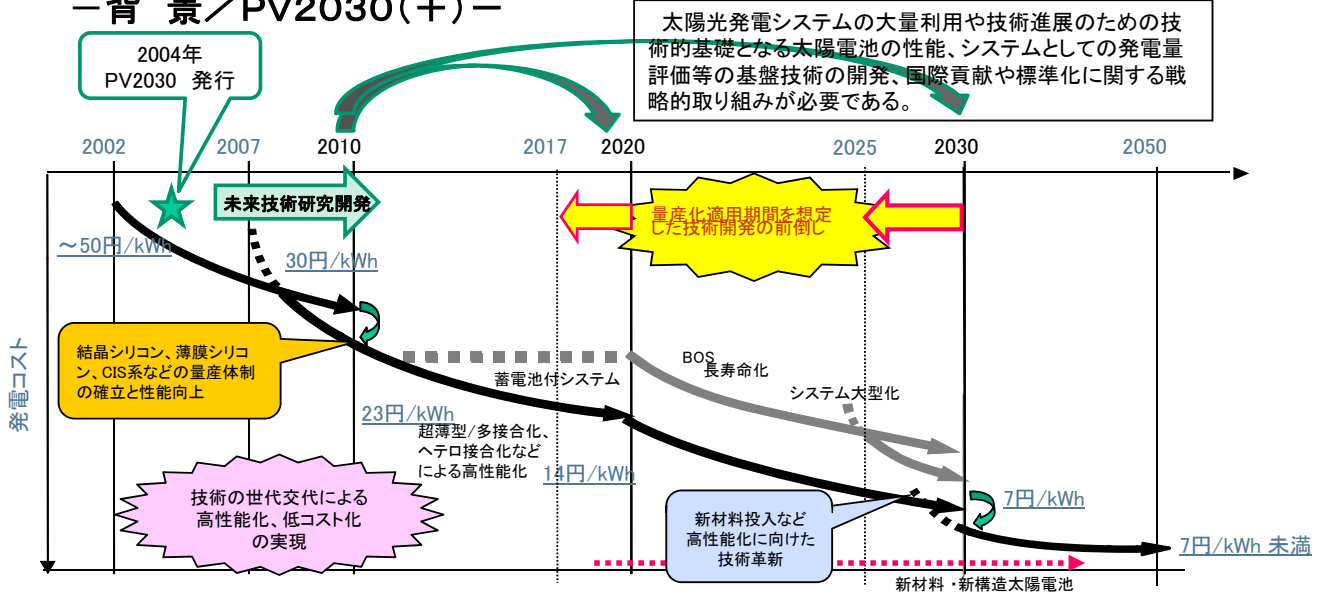 －背 景／PV2030(＋)－
太陽光発電システムの大量利用や技術進展のための技
術的基礎となる太陽電池の性能、システムとしての発電量
評価等の基盤技術の開発、国際貢献や標準化に関する戦
略的取り組みが必要である。
2004年
PV2030 発行
2002 2007 2010 2017 2020 2025 2030 2050
未来技術研究開発
量産化適用期間を想定
した技術開発の前倒し
～50円/kWh
30円/kWh
発電コスト
結晶シリコン、薄膜シリコ
ン、CIS系などの量産体制
の確立と性能向上
蓄電池付システム
BOS
長寿命化
システム大型化
23円/kWh
超薄型/多接合化、
ヘテロ接合化など
による高性能化
14円/kWh
技術の世代交代による
高性能化、低コスト化
の実現
新材料投入など
高性能化に向けた
技術革新
7円/kWh
7円/kWh 未満
新材料・新構造太陽電池